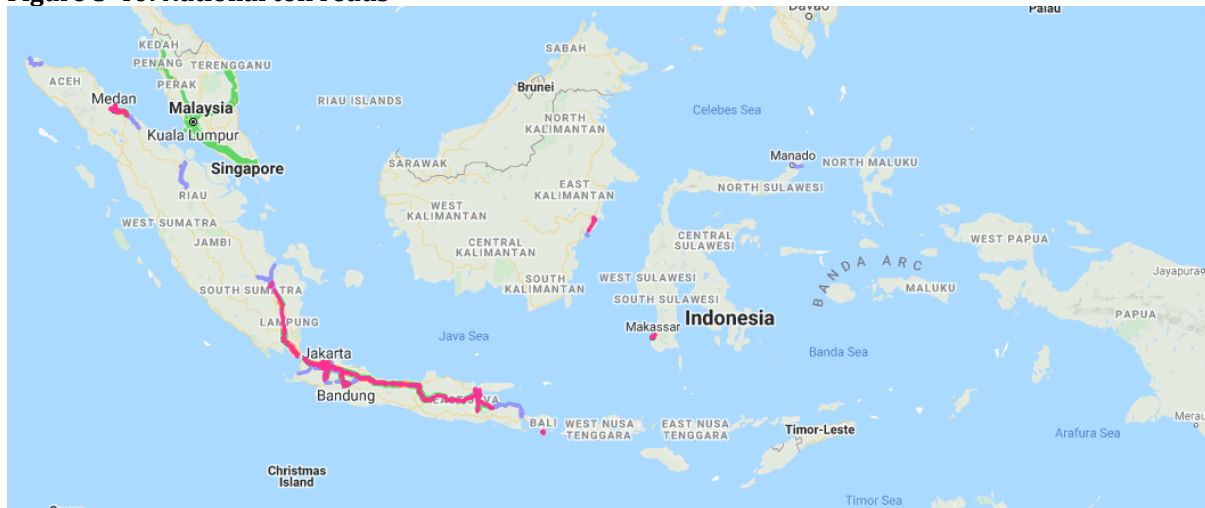 Davao
Palau
KEDAH
PENANG
TERENGGANU
PERAK
ACEH
Medan
Malaysia
Kuala Lumpur
RIAU ISLANDS
SABAH
Brunei
NORTH
KALIMANTAN
Celebes Sea
SARAWAK
Singapore
RIAU
Manado
NORTH MALUKU
NORTH SULAWESI
EAST
KALIMANTAN
WEST
KALIMANTAN
WEST SUMATRA
JAMBI
CENTRAL
KALIMANTAN
CENTRAL
SULAWESI
WEST PAPUA
BANDA ARC
Jayapura
SOUTH SUMATRA
SOUTH
KALIMANTAN
WEST SULAWESI
SOUTH SULAWESI
MALUKU
LAMPUNG
Makassar
Indonesia
PAPUA
Java Sea
Jakarta
Banda Sea
Bandung
EAST JAVA
BALI
WEST NUSA
TENGGARA
EAST NUSA
TENGGARA
Timor-Leste
Arafura Sea
Christmas
Island
Timor Sea